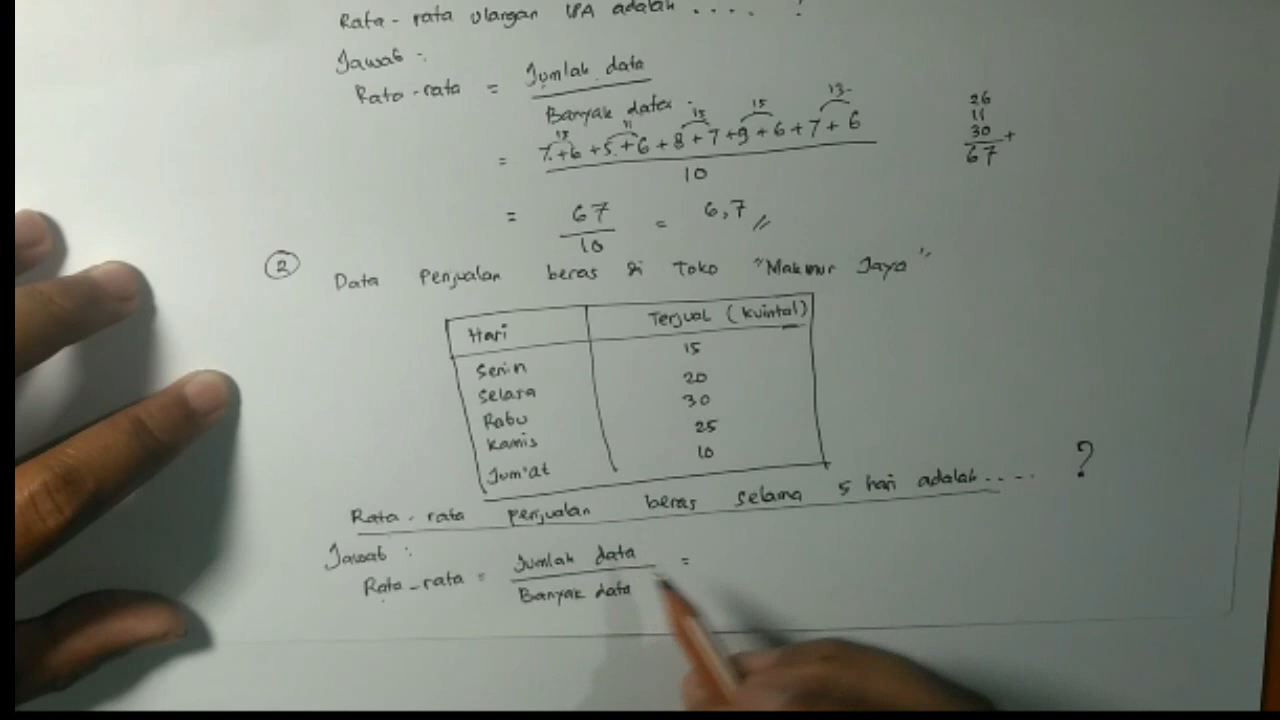 Rata-rata ulangan IPA adalah . . . . ?
Jawab :
Rata-rata = Jumlah data
Banyak data
13 11 15 15 13
= 7+6+5+6+8+7+9+6+7+6
10
26
11
30 +
67
= 67 = 6,7 //
10
2 Data Penjualan beras di Toko "Makmur Jaya"
Hari Terjual (kuintal)
Senin 15
Selasa 20
Rabu 30
Kamis 25
Jum'at 10
Rata-rata penjualan beras selama 5 hari adalah . . . . ?
Jawab :
Rata-rata = Jumlah data =
Banyak data